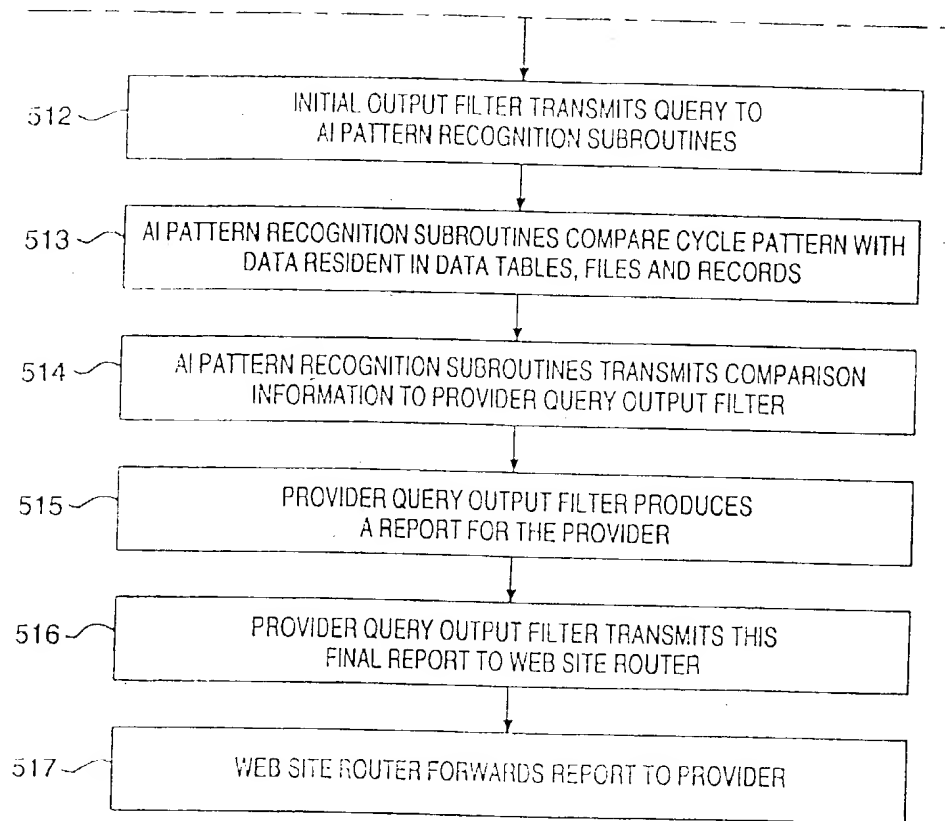 512
INITIAL OUTPUT FILTER TRANSMITS QUERY TO
AI PATTERN RECOGNITION SUBROUTINES
513
AI PATTERN RECOGNITION SUBROUTINES COMPARE CYCLE PATTERN WITH
DATA RESIDENT IN DATA TABLES, FILES AND RECORDS
514
AI PATTERN RECOGNITION SUBROUTINES TRANSMITS COMPARISON
INFORMATION TO PROVIDER QUERY OUTPUT FILTER
515
PROVIDER QUERY OUTPUT FILTER PRODUCES
A REPORT FOR THE PROVIDER
516
PROVIDER QUERY OUTPUT FILTER TRANSMITS THIS
FINAL REPORT TO WEB SITE ROUTER
517
WEB SITE ROUTER FORWARDS REPORT TO PROVIDER